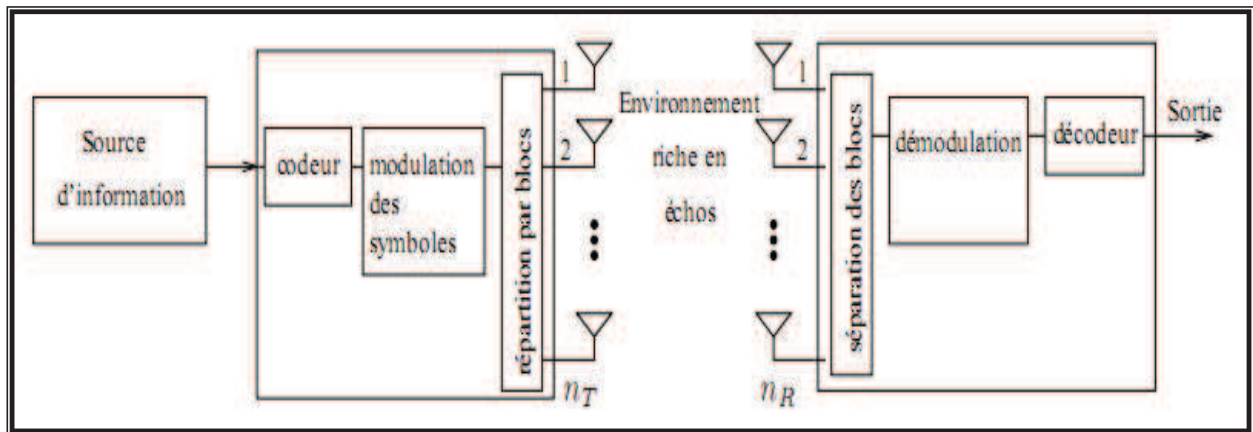 Source
d'information
codeur
modulation
des
symboles
répartition par blocs
1
2
n_T
Environnement
riche en
échos
1
2
n_R
séparation des blocs
démodulation
décodeur
Sortie